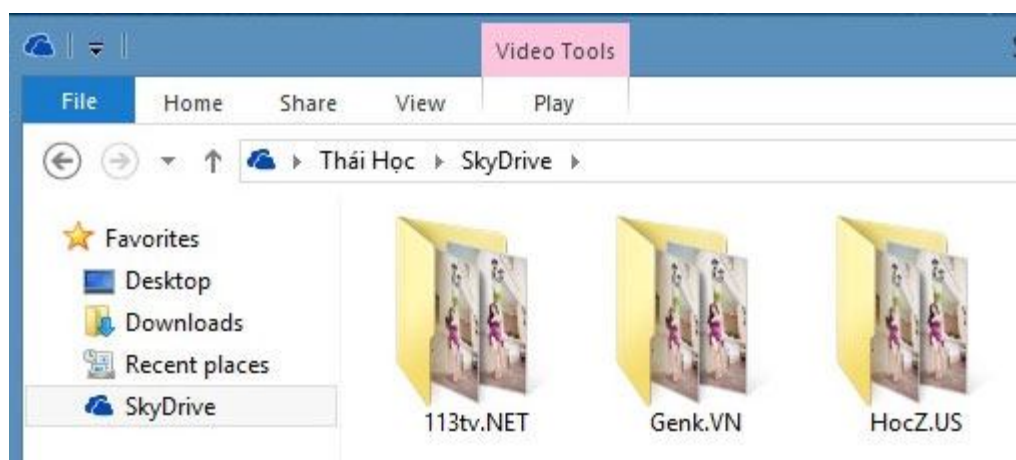 Video Tools
File Home Share View Play
Thái Học SkyDrive
Favorites
Desktop
Downloads
Recent places
SkyDrive
113tv.NET Genk.VN HocZ.US